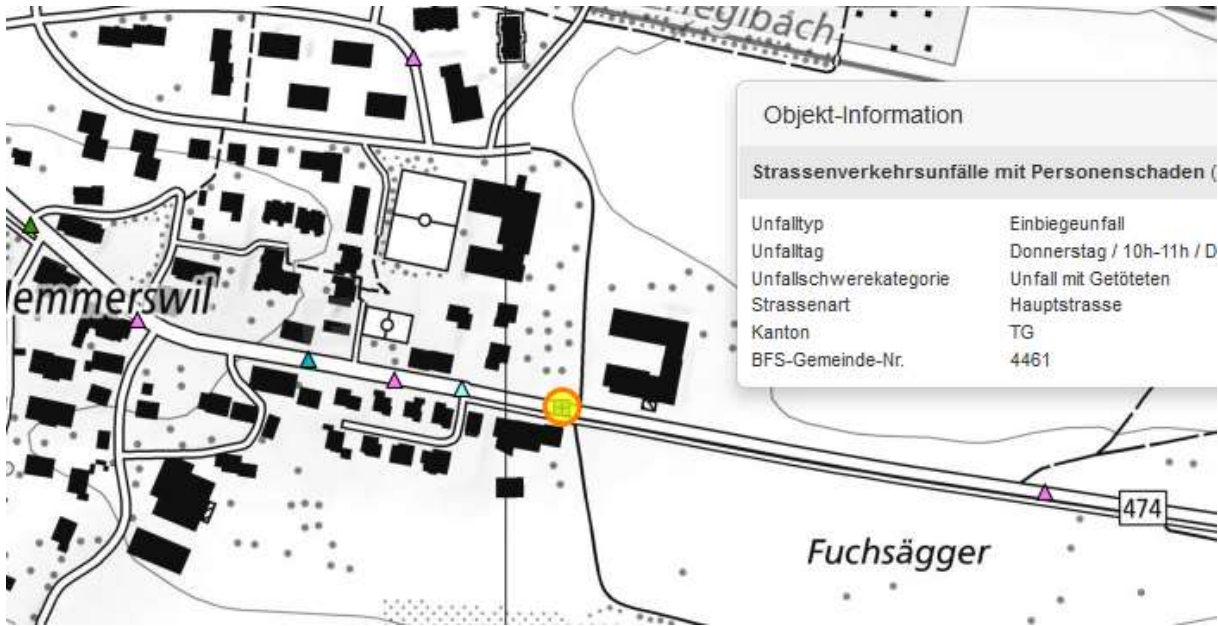 Objekt-Information
Strassenverkehrsunfälle mit Personenschaden (
Unfalltyp Einbiegeunfall
Unfalltag Donnerstag / 10h-11h / D
Unfallschwerekategorie Unfall mit Getöteten
Strassenart Hauptstrasse
Kanton TG
BFS-Gemeinde-Nr. 4461
emmerswil
474
Fuchsägger